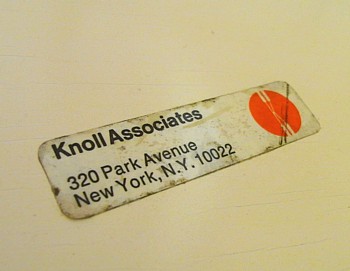 Knoll Associates
320 Park Avenue
New York, N.Y. 10022